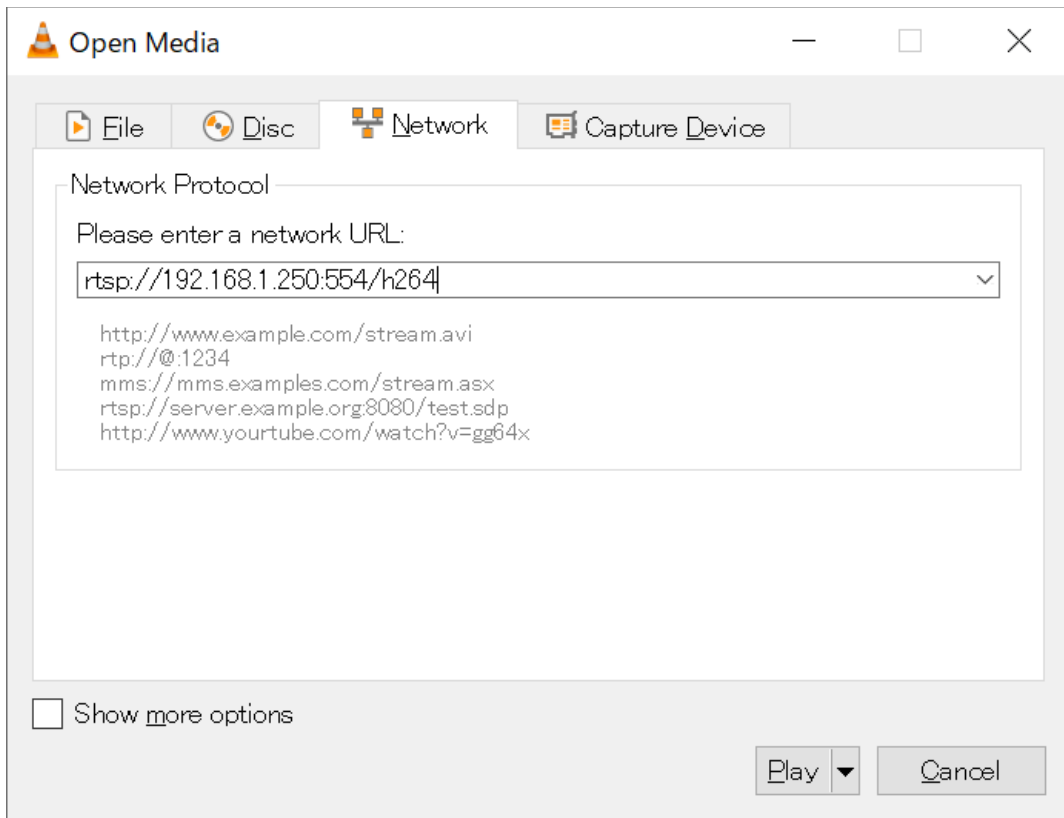 Open Media
File
Disc
Network
Capture Device
Network Protocol
Please enter a network URL:
rtsp://192.168.1.250:554/h264
http://www.example.com/stream.avi
rtp://@:1234
mms://mms.examples.com/stream.asx
rtsp://server.example.org:8080/test.sdp
http://www.yourtube.com/watch?v=gg64x
Show more options
Play
Cancel